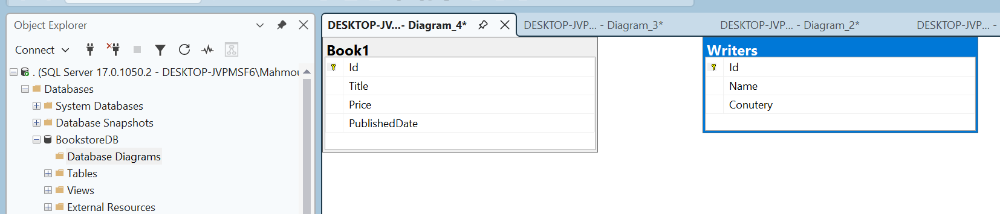 Object Explorer
Connect
. (SQL Server 17.0.1050.2 - DESKTOP-JVPMSF6\Mahmou
Databases
System Databases
Database Snapshots
BookstoreDB
Database Diagrams
Tables
Views
External Resources
DESKTOP-JV...- Diagram_4*
DESKTOP-JVP... - Diagram_3*
DESKTOP-JVP... - Diagram_2*
DESKTOP-JVP... -
Book1
Id
Title
Price
PublishedDate
Writers
Id
Name
Conutery